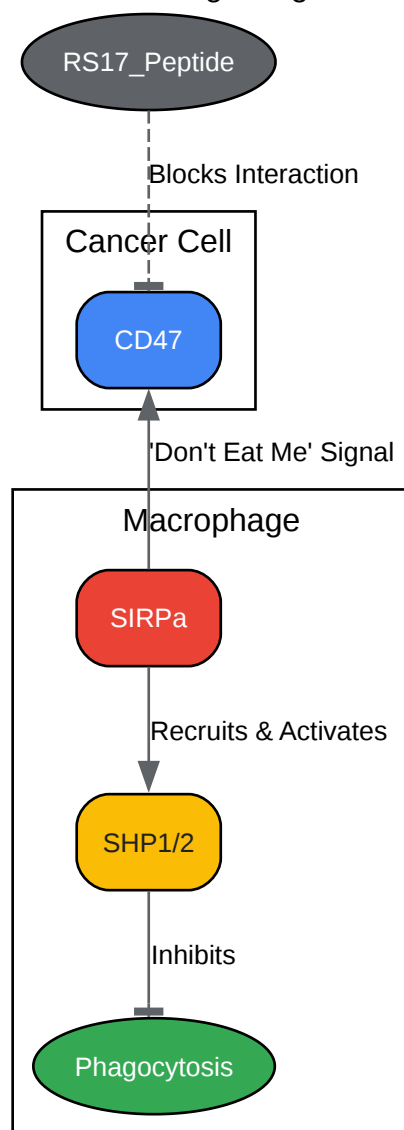 RS17_Peptide
Blocks Interaction
Cancer Cell
CD47
'Don't Eat Me' Signal
Macrophage
SIRPa
Recruits & Activates
SHP1/2
Inhibits
Phagocytosis